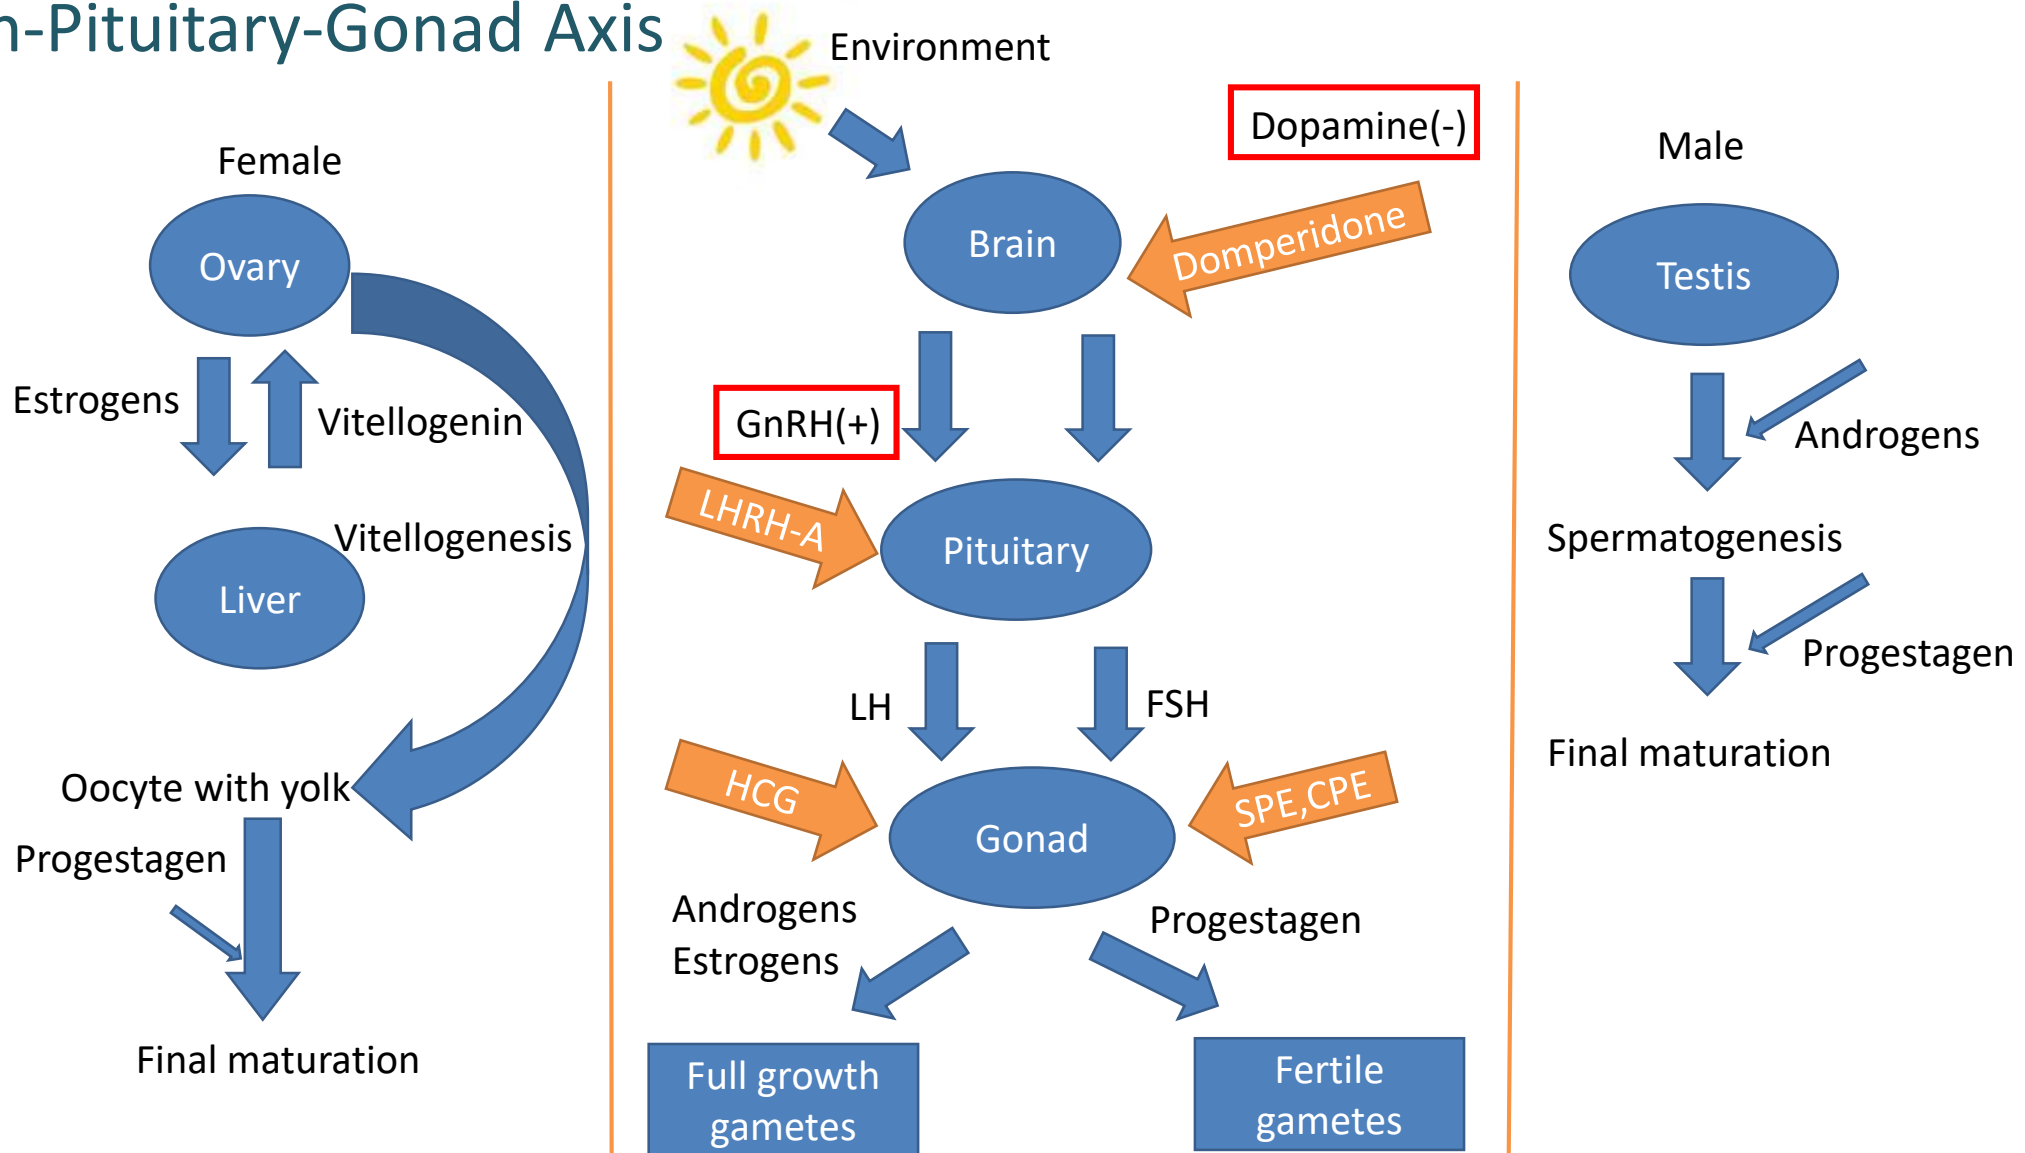 n-Pituitary-Gonad Axis
Female
Ovary
Estrogens
Vitellogenin
Vitellogenesis
Liver
Oocyte with yolk
Progestagen
Final maturation
Environment
Dopamine(-)
Brain
Domperidone
GnRH(+)
LHRH-A
Pituitary
LH
FSH
HCG
SPE,CPE
Gonad
Androgens
Estrogens
Progestagen
Full growth
gametes
Fertile
gametes
Male
Testis
Androgens
Spermatogenesis
Progestagen
Final maturation